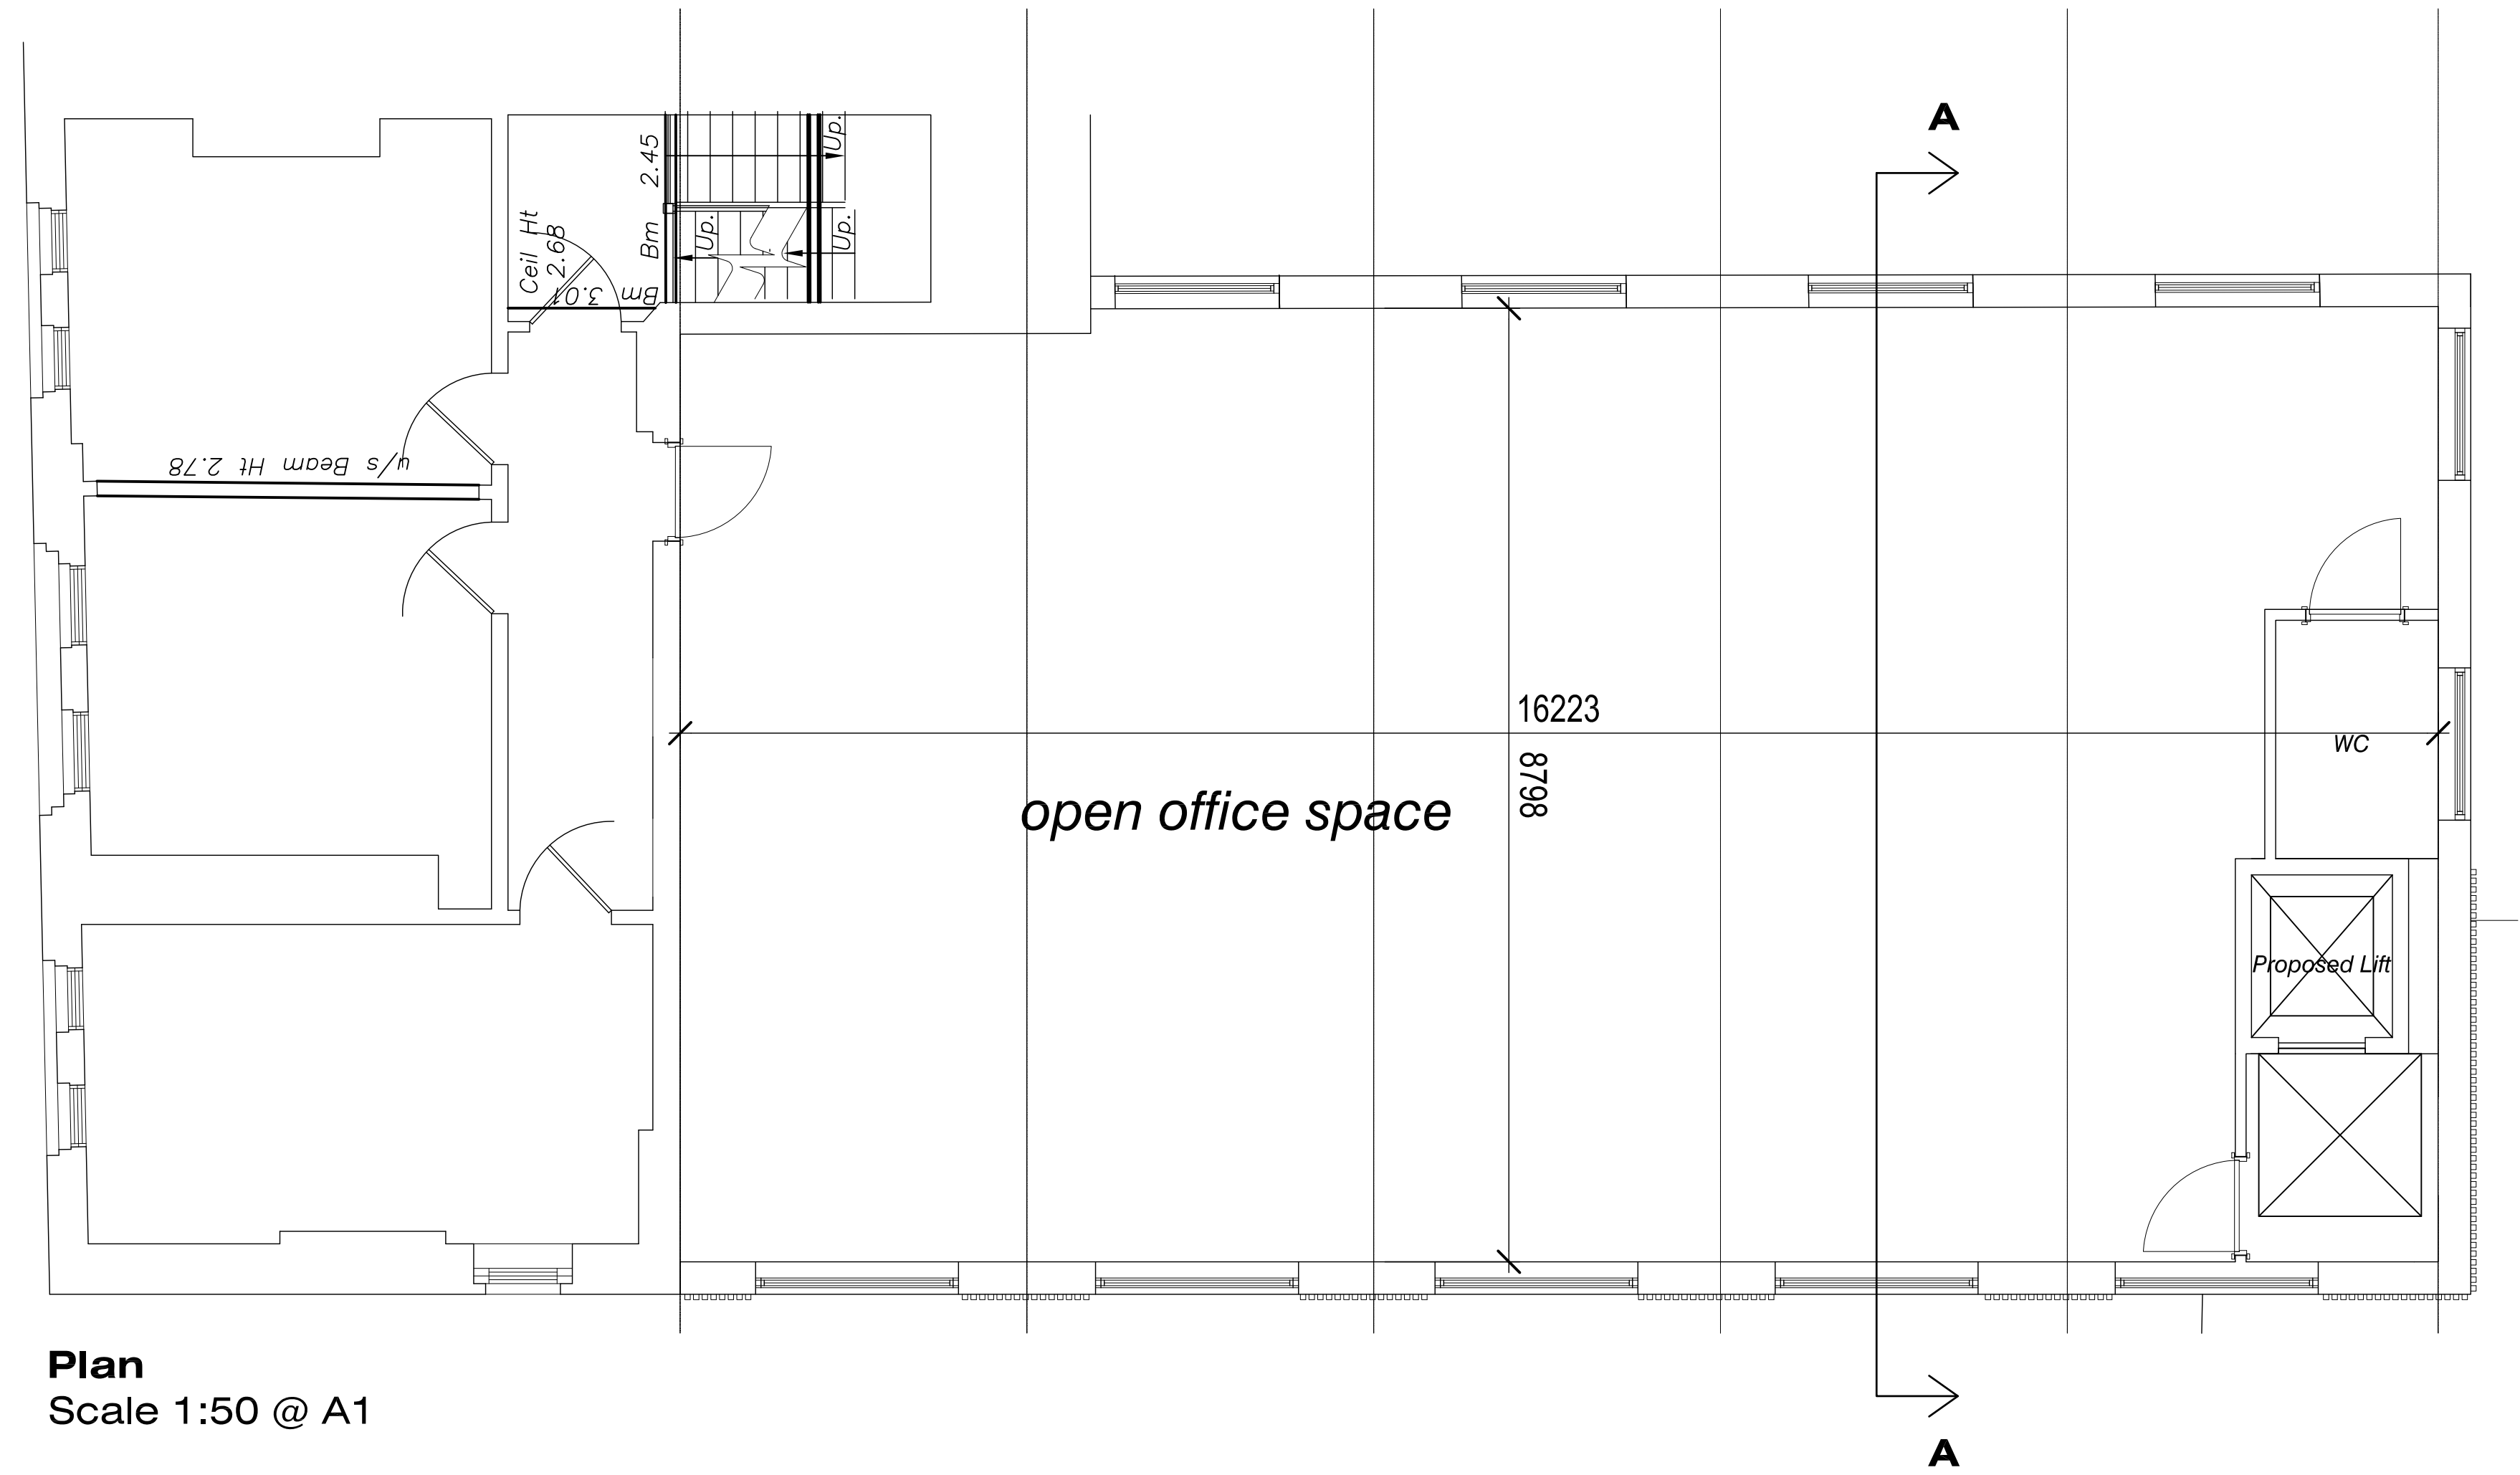 A
2.45
Up.
Ceil Ht
2.68
Bm
Up.
Up.
Bm 3.01
u/s Beam Ht 2.78
16223
8798
WC
open office space
Proposed Lift
Plan
Scale 1:50 @ A1
A